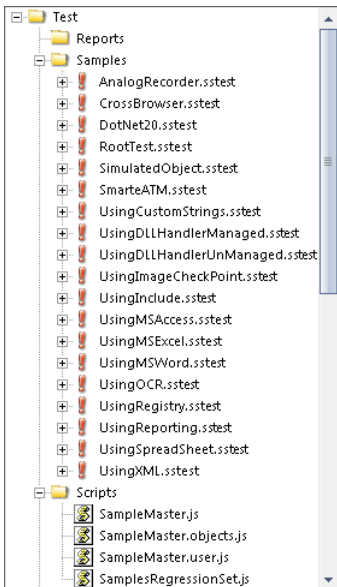 Test
Reports
Samples
AnalogRecorder.sstest
CrossBrowser.sstest
DotNet20.sstest
RootTest.sstest
SimulatedObject.sstest
SmarteATM.sstest
UsingCustomStrings.sstest
UsingDLLHandlerManaged.sstest
UsingDLLHandlerUnManaged.sstest
UsingImageCheckPoint.sstest
UsingInclude.sstest
UsingMSAccess.sstest
UsingMSExcel.sstest
UsingMSWord.sstest
UsingOCR.sstest
UsingRegistry.sstest
UsingReporting.sstest
UsingSpreadSheet.sstest
UsingXML.sstest
Scripts
SampleMaster.js
SampleMaster.objects.js
SampleMaster.user.js
SamplesRegressionSet.js